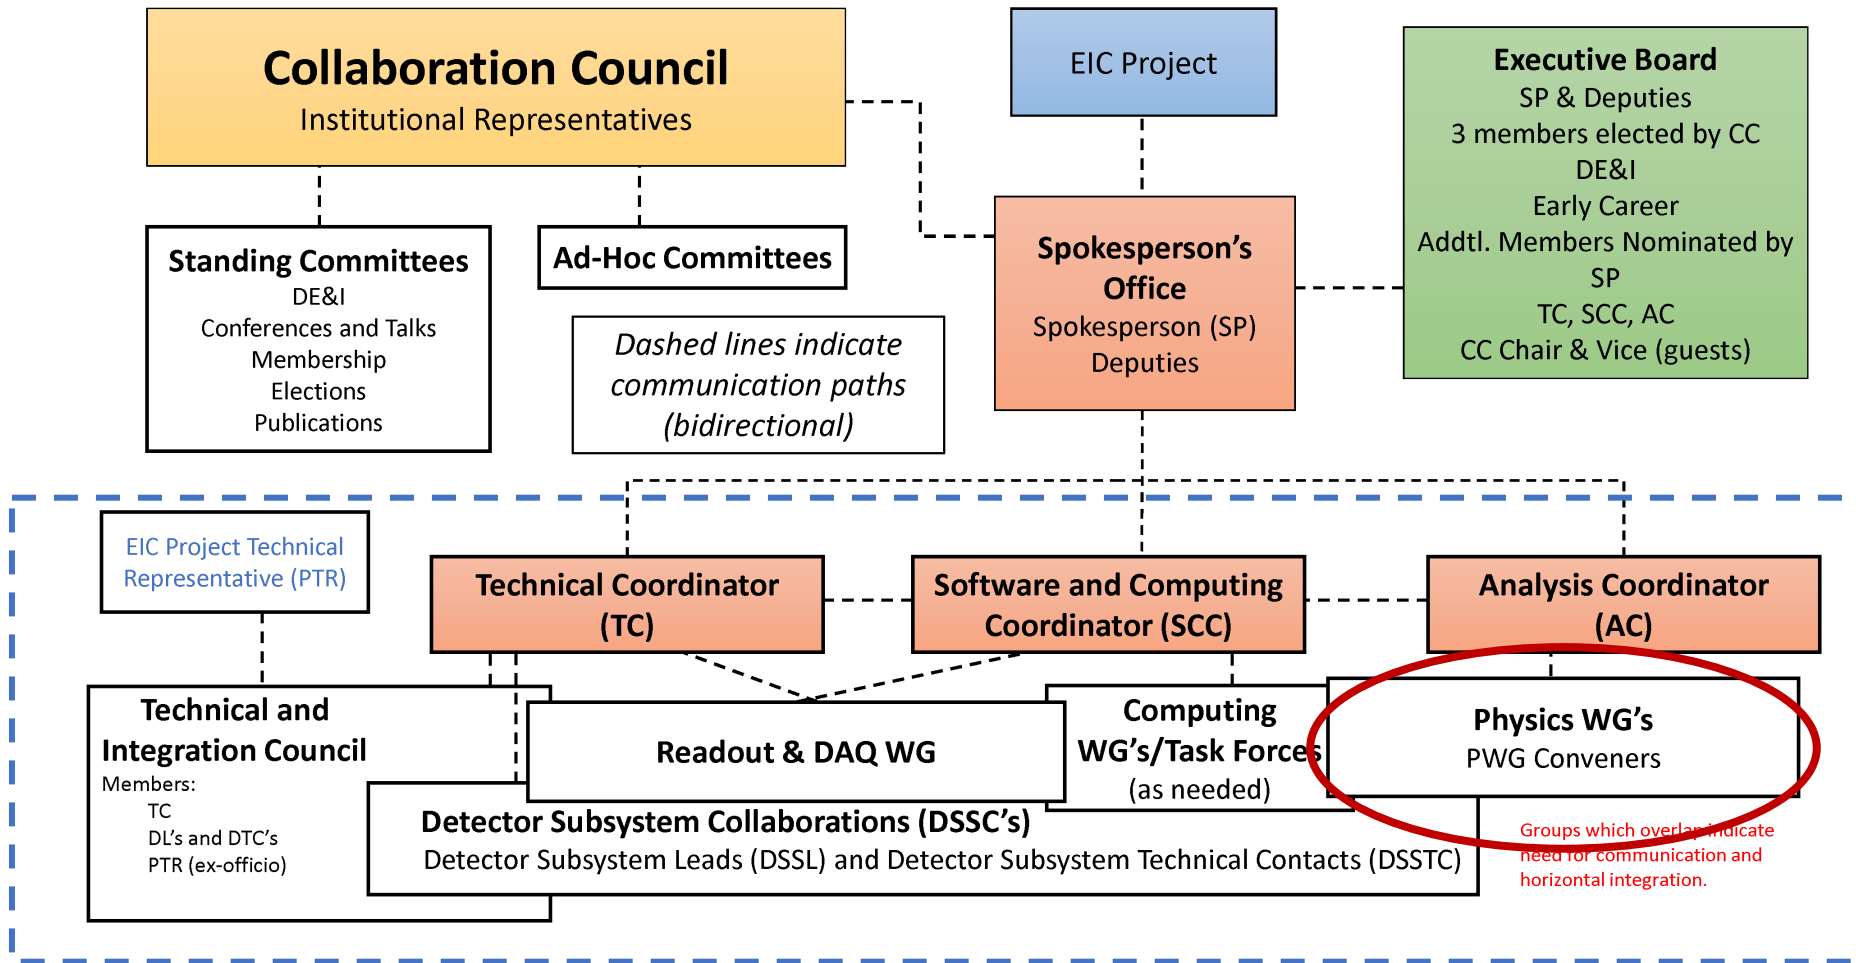 Collaboration Council
Institutional Representatives
EIC Project
Executive Board
SP & Deputies
3 members elected by CC
DE&I
Early Career
Addtl. Members Nominated by
SP
TC, SCC, AC
CC Chair & Vice (guests)
Standing Committees
DE&I
Conferences and Talks
Membership
Elections
Publications
Ad-Hoc Committees
Dashed lines indicate
communication paths
(bidirectional)
Spokesperson’s
Office
Spokesperson (SP)
Deputies
EIC Project Technical
Representative (PTR)
Technical Coordinator
(TC)
Software and Computing
Coordinator (SCC)
Analysis Coordinator
(AC)
Technical and
Integration Council
Members:
TC
DL’s and DTC’s
PTR (ex-officio)
Readout & DAQ WG
Computing
WG’s/Task Forces
(as needed)
Physics WG’s
PWG Conveners
Detector Subsystem Collaborations (DSSC’s)
Detector Subsystem Leads (DSSL) and Detector Subsystem Technical Contacts (DSSTC)
Groups which overlap indicate
need for communication and
horizontal integration.